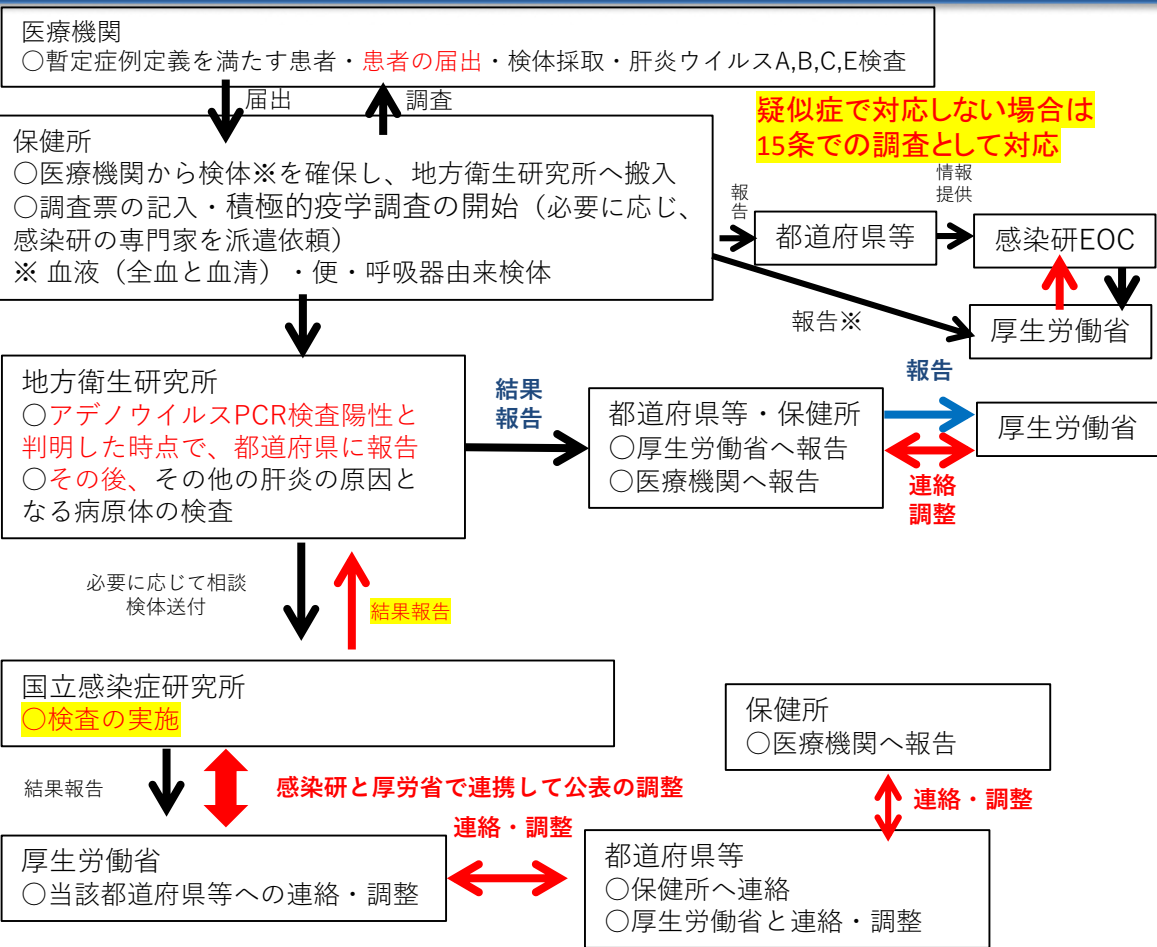 医療機関
○暫定症例定義を満たす患者・患者の届出・検体採取・肝炎ウイルスA,B,C,E検査
届出
調査
疑似症で対応しない場合は
15条での調査として対応
保健所
○医療機関から検体※を確保し、地方衛生研究所へ搬入
○調査票の記入・積極的疫学調査の開始（必要に応じ、
感染研の専門家を派遣依頼）
※ 血液（全血と血清）・便・呼吸器由来検体
報
告
都道府県等
情報
提供
感染研EOC
報告※
厚生労働省
地方衛生研究所
○アデノウイルスPCR検査陽性と
判明した時点で、都道府県に報告
○その後、その他の肝炎の原因と
なる病原体の検査
結果
報告
都道府県等・保健所
○厚生労働省へ報告
○医療機関へ報告
報告
連絡
調整
厚生労働省
必要に応じて相談
検体送付
結果報告
国立感染症研究所
○検査の実施
結果報告
感染研と厚労省で連携して公表の調整
保健所
○医療機関へ報告
連絡・調整
連絡・調整
厚生労働省
○当該都道府県等への連絡・調整
都道府県等
○保健所へ連絡
○厚生労働省と連絡・調整